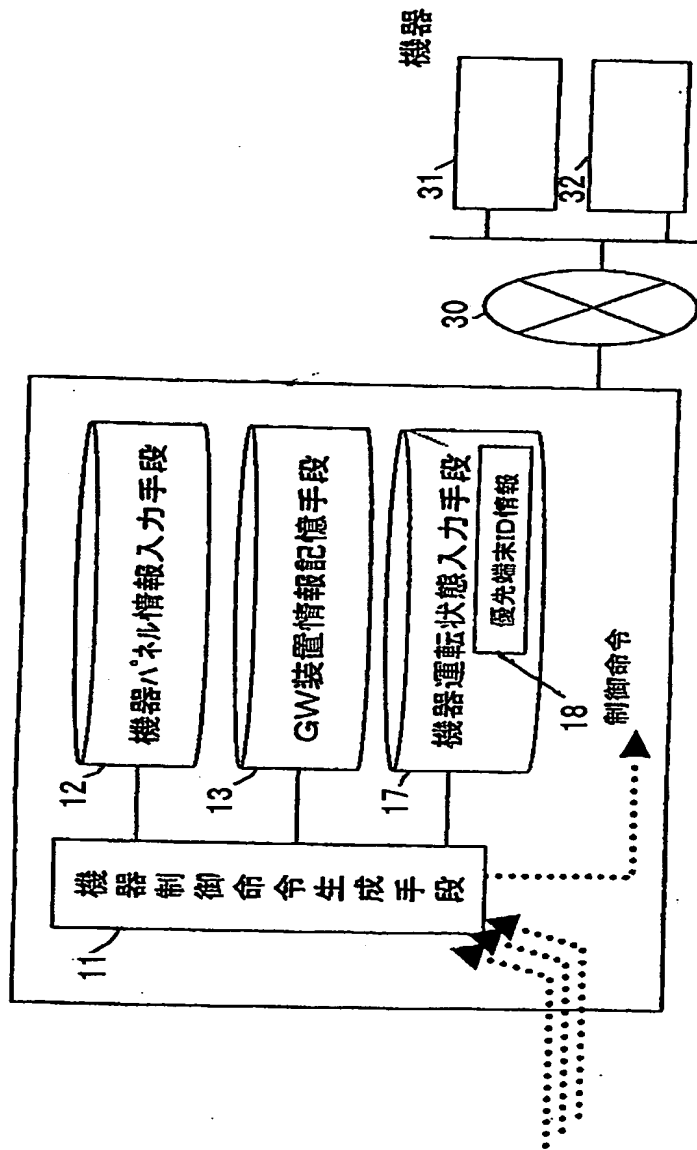 機器制御命令生成手段
11
12
機器パネル情報入力手段
13
GW装置情報記憶手段
17
機器運転状態入力手段
優先端末ID情報
18
制御命令
30
機器
31
32